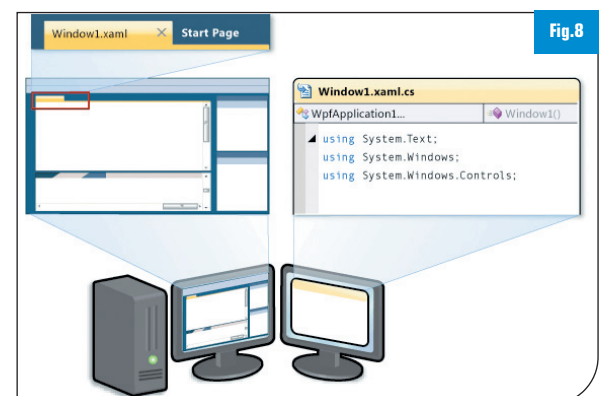 Window1.xaml × Start Page
Fig.8
Window1.xaml.cs
WpfApplication1... Window1()
using System.Text;
using System.Windows;
using System.Windows.Controls;